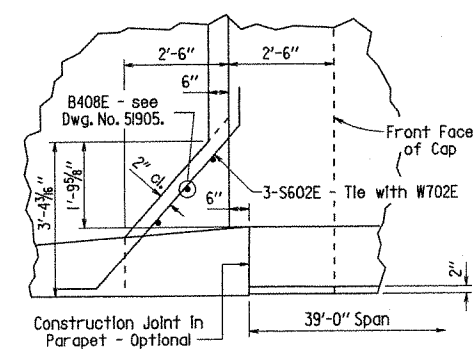 2'-6"
2'-6"
6"
B408E - see
Dwg. No. 51905.
Front Face
of Cap
2" cl.
3'-4 3/16"
1'-9 5/8"
3-S602E - Tie with W702E
6"
2"
Construction Joint in
Parapet - Optional
39'-0" Span